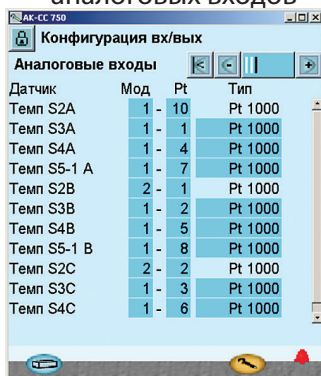 аналоговых входов
AK-CC 750
Конфигурация вх/вых
Аналоговые входы
Датчик Мод Pt Тип
Темп S2A 1 - 10 Pt 1000
Темп S3A 1 - 1 Pt 1000
Темп S4A 1 - 4 Pt 1000
Темп S5-1 A 1 - 7 Pt 1000
Темп S2B 2 - 1 Pt 1000
Темп S3B 1 - 2 Pt 1000
Темп S4B 1 - 5 Pt 1000
Темп S5-1 B 1 - 8 Pt 1000
Темп S2C 2 - 2 Pt 1000
Темп S3C 1 - 3 Pt 1000
Темп S4C 1 - 6 Pt 1000